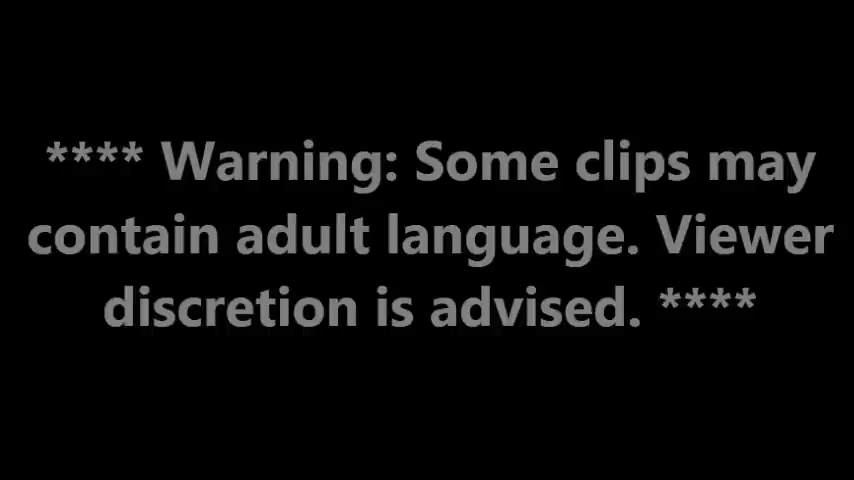 **** Warning: Some clips may
contain adult language. Viewer
discretion is advised. ****